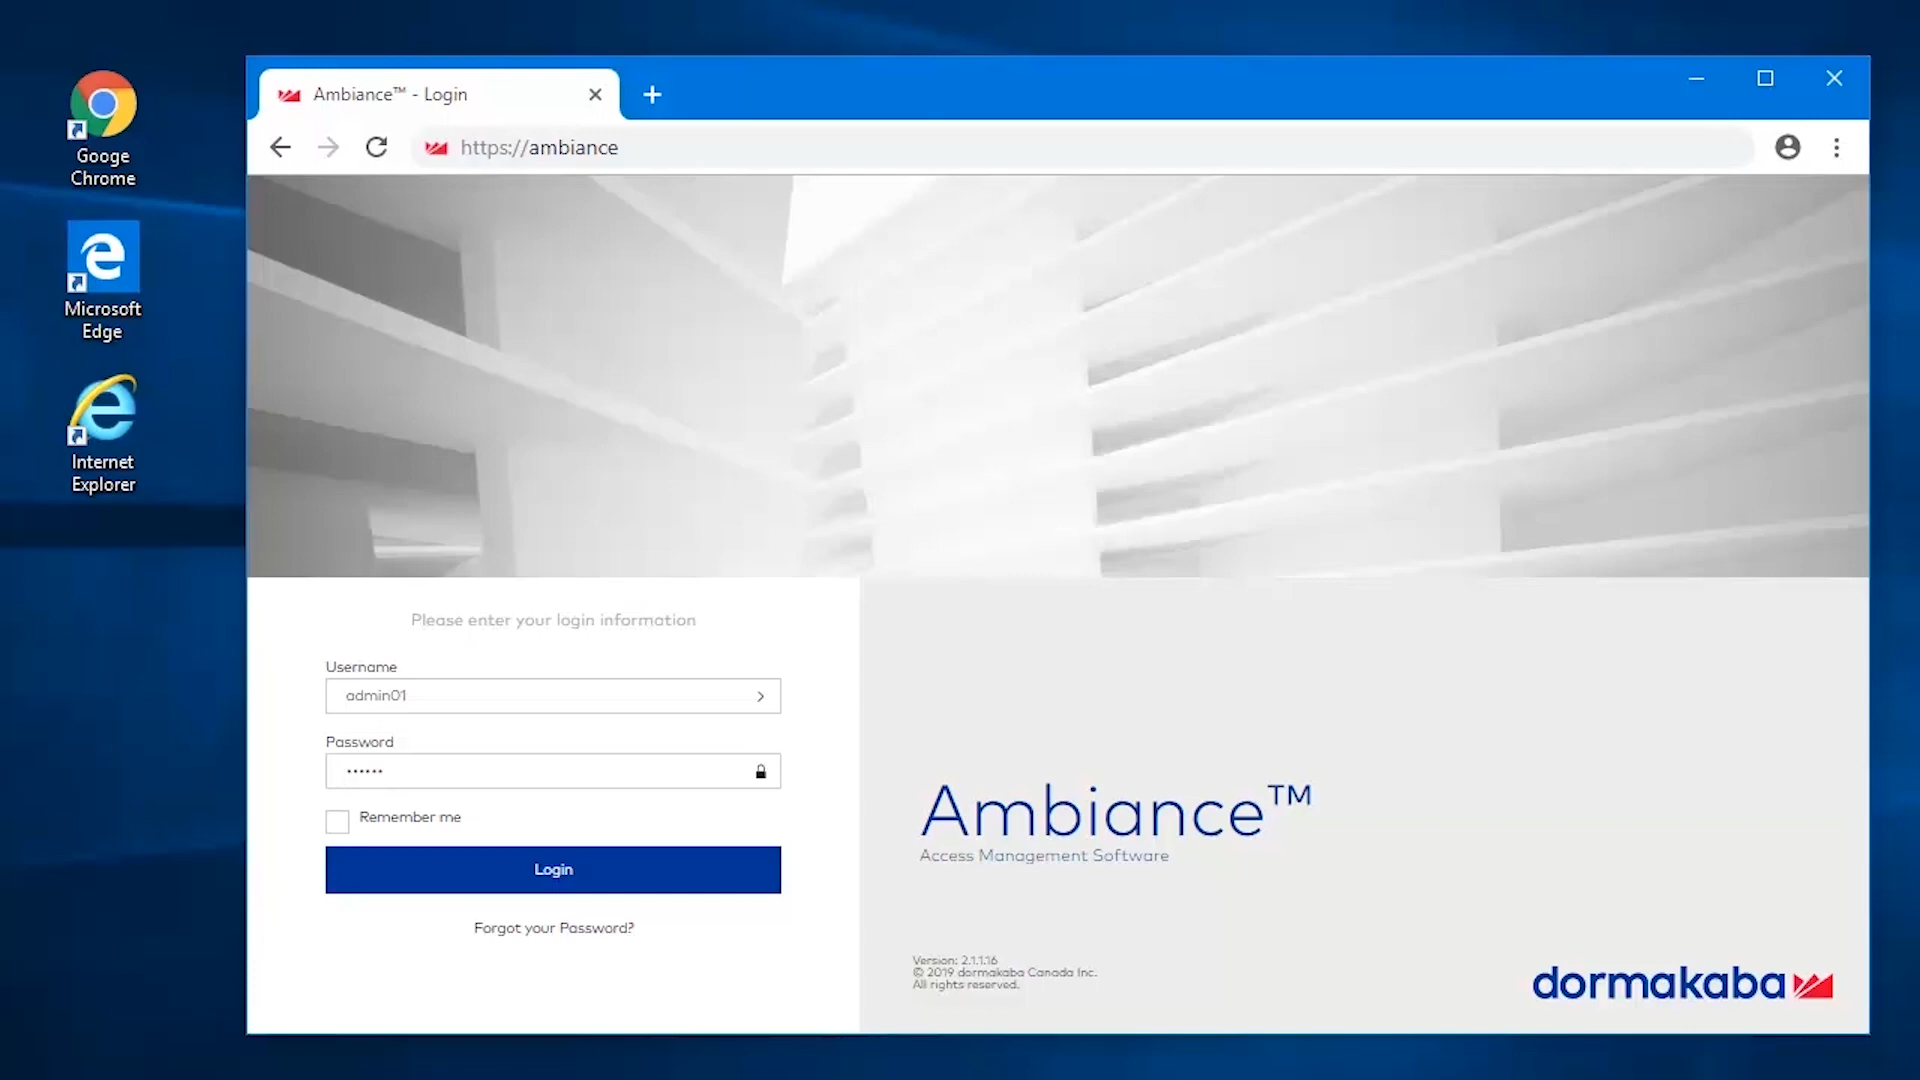 Googe
Chrome
Microsoft
Edge
Internet
Explorer
Ambiance™ - Login
https://ambiance
Please enter your login information
Username
admin01
Password
••••••
Remember me
Login
Forgot your Password?
Ambiance™
Access Management Software
Version: 2.1.1.16
© 2019 dormakaba Canada Inc.
All rights reserved.
dormakaba